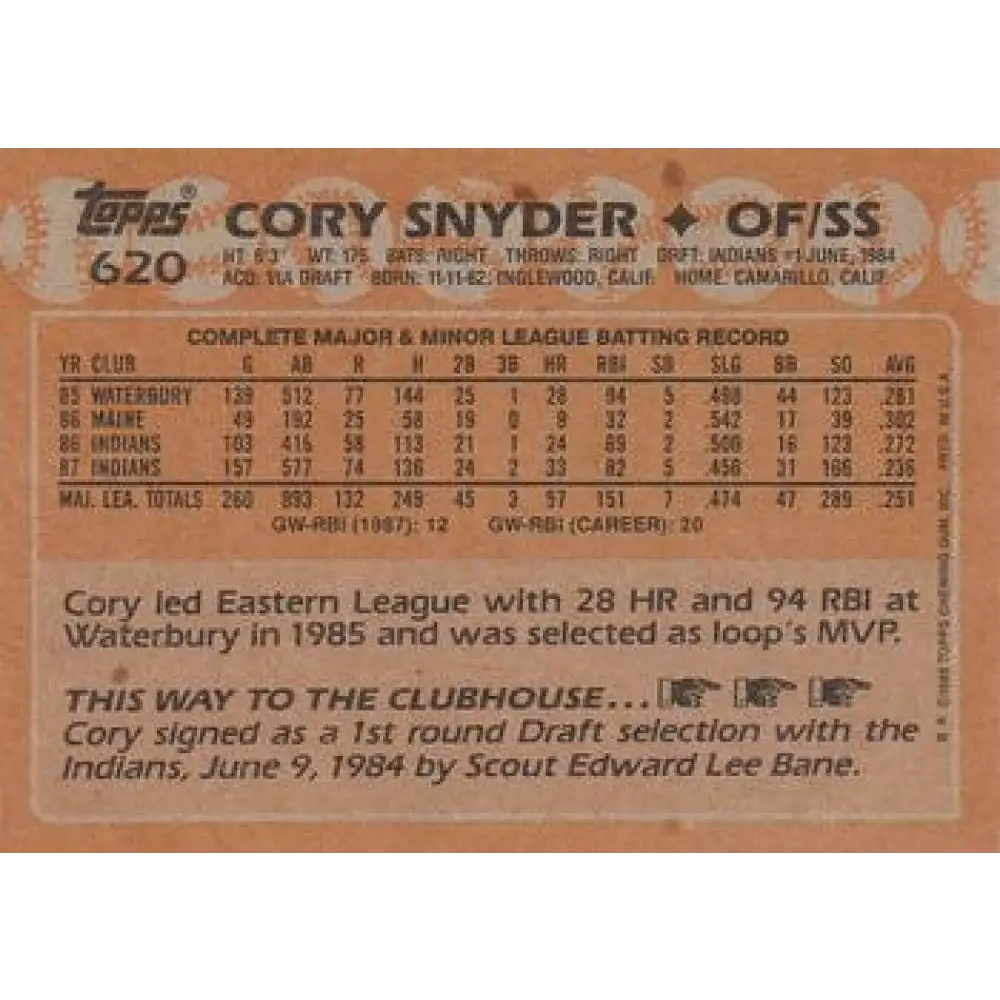 Topps® CORY SNYDER ♦ OF/SS
620 HT: 6'3" WT: 175 BATS: RIGHT THROWS: RIGHT DRFT: INDIANS #1-JUNE, 1984
ACQ: VIA DRAFT BORN: 11-11-62, INGLEWOOD, CALIF. HOME: CAMARILLO, CALIF.
COMPLETE MAJOR & MINOR LEAGUE BATTING RECORD
YR CLUB G AB R H 2B 3B HR RBI SB SLG BB SO AVG
85 WATERBURY 139 512 77 144 25 1 28 94 5 .498 44 123 .281
86 MAINE 49 192 25 58 19 0 9 32 2 .542 17 39 .302
86 INDIANS 103 416 58 113 21 1 24 69 2 .500 16 123 .272
87 INDIANS 157 577 74 136 24 2 33 82 5 .456 31 166 .236
MAJ. LEA. TOTALS 260 993 132 249 45 3 57 151 7 .474 47 289 .251
GW-RBI (1987): 12 GW-RBI (CAREER): 20
Cory led Eastern League with 28 HR and 94 RBI at
Waterbury in 1985 and was selected as loop's MVP.
THIS WAY TO THE CLUBHOUSE...
Cory signed as a 1st round Draft selection with the
Indians, June 9, 1984 by Scout Edward Lee Bane.
© 1988 TOPPS CHEWING GUM, INC. PRTD. IN U.S.A.